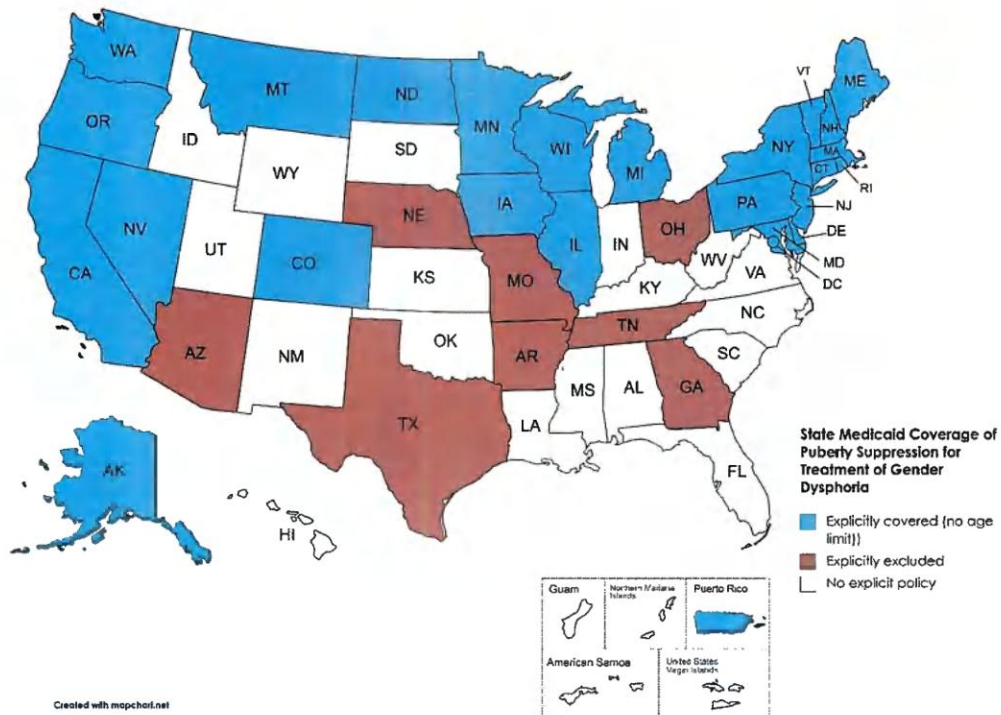 WA
MT
ND
MN
VT
ME
OR
ID
SD
WI
NH
NY
MA
CT
WY
MI
RI
NE
IA
PA
NJ
NV
OH
DE
UT
IL
IN
CO
WV
MD
CA
VA
DC
KS
MO
KY
NC
TN
OK
AZ
NM
AR
SC
MS
AL
GA
TX
LA
State Medicaid Coverage of
Puberty Suppression for
Treatment of Gender
Dysphoria
FL
AK
Explicitly covered (no age
limit))
HI
Explicitly excluded
No explicit policy
Guam
Northern Mariana
Islands
Puerto Rico
American Samoa
United States
Virgin Islands
Created with mapchart.net